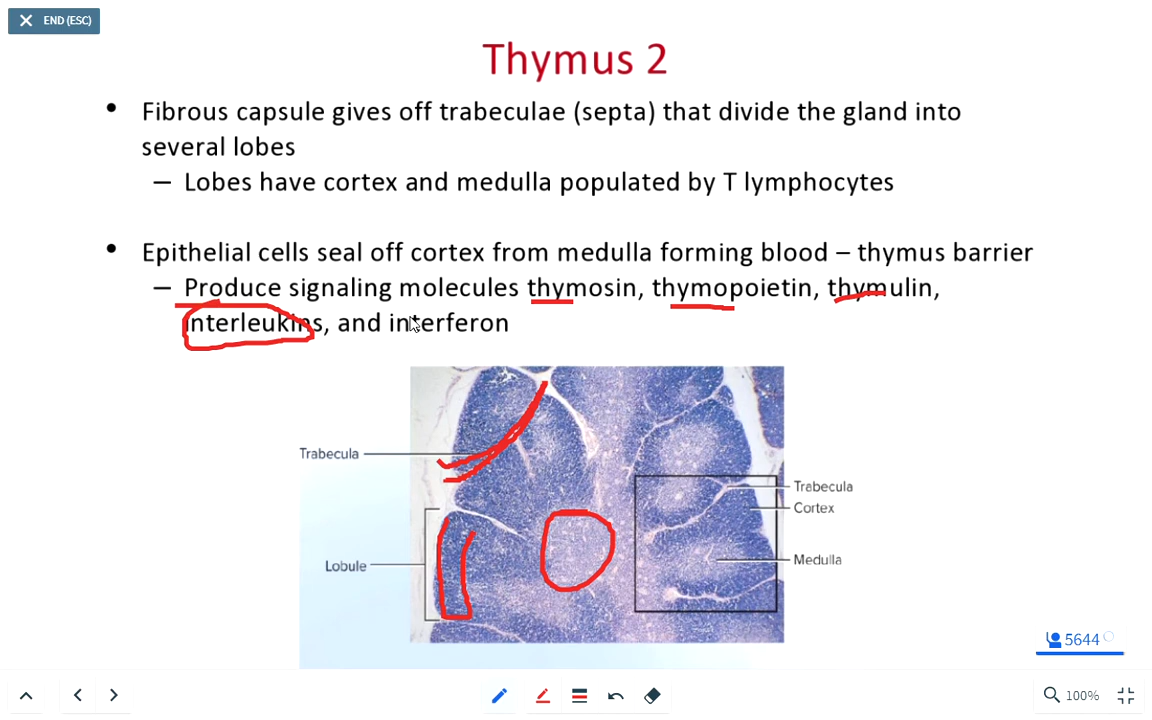 END (ESC)
Thymus 2
• Fibrous capsule gives off trabeculae (septa) that divide the gland into
several lobes
– Lobes have cortex and medulla populated by T lymphocytes
• Epithelial cells seal off cortex from medulla forming blood – thymus barrier
– Produce signaling molecules thymosin, thymopoietin, thymulin,
interleukins, and interferon
Trabecula
Lobule
Trabecula
Cortex
Medulla
5644
100%